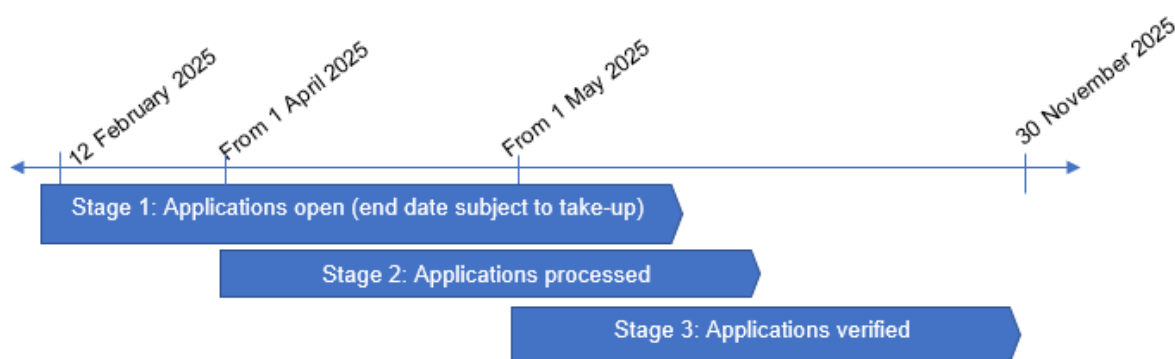 12 February 2025
From 1 April 2025
From 1 May 2025
30 November 2025
Stage 1: Applications open (end date subject to take-up)
Stage 2: Applications processed
Stage 3: Applications verified